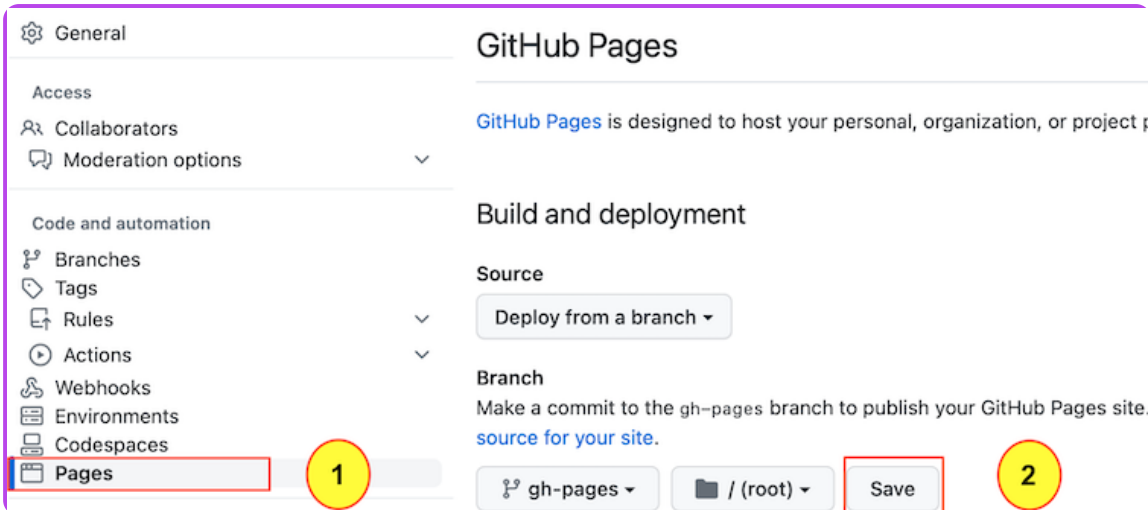 General
Access
Collaborators
Moderation options
Code and automation
Branches
Tags
Rules
Actions
Webhooks
Environments
Codespaces
Pages
1
GitHub Pages
GitHub Pages is designed to host your personal, organization, or project
Build and deployment
Source
Deploy from a branch
Branch
Make a commit to the gh-pages branch to publish your GitHub Pages site.
source for your site.
gh-pages
/ (root)
Save
2